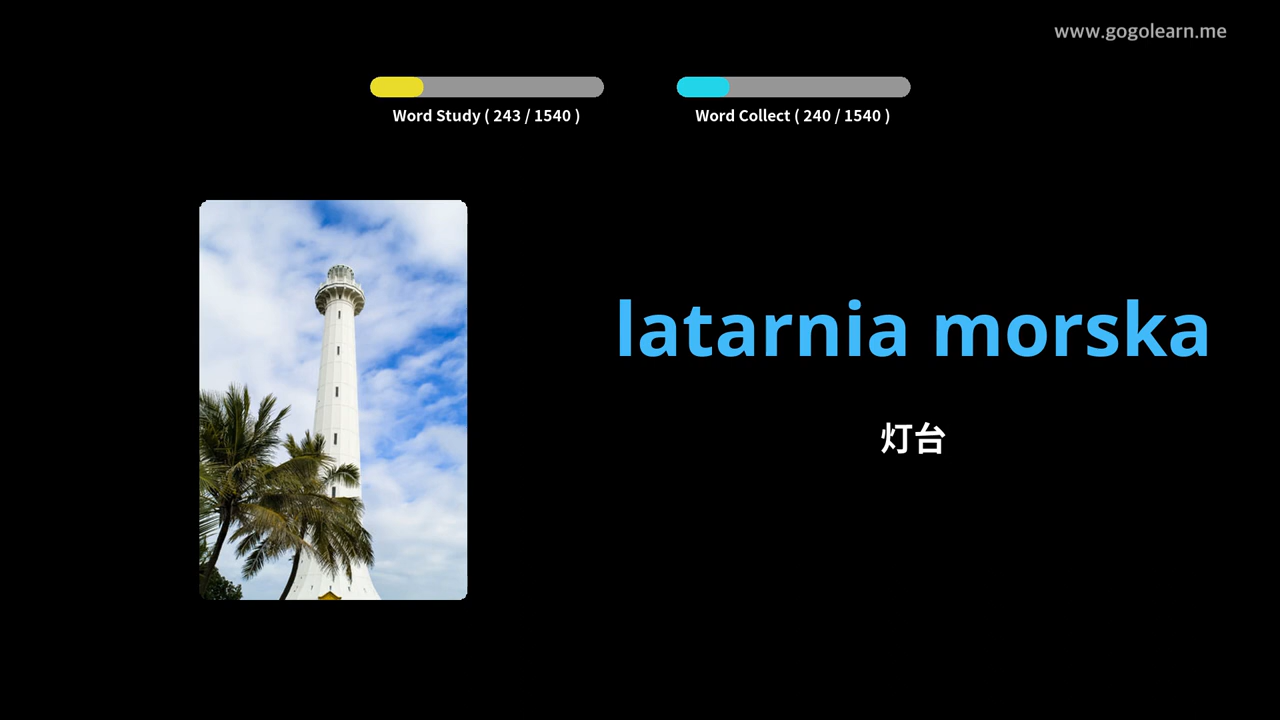 www.gogolearn.me
Word Study ( 243 / 1540 )
Word Collect ( 240 / 1540 )
latarnia morska
灯台